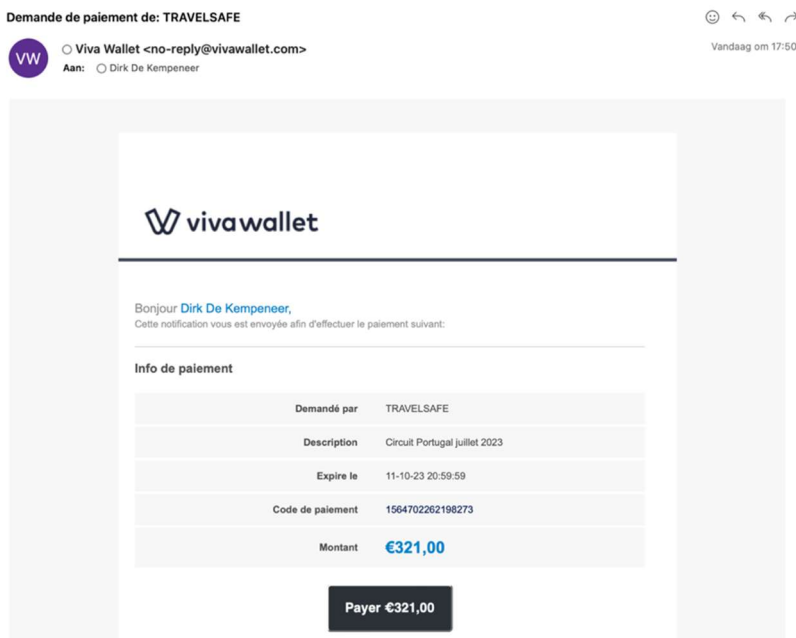 Demande de paiement de: TRAVELSAFE
VW
Viva Wallet <no-reply@vivawallet.com>
Vandaag om 17:50
Aan: Dirk De Kempeneer
vivawallet
Bonjour Dirk De Kempeneer,
Cette notification vous est envoyée afin d'effectuer le paiement suivant:
Info de paiement
Demandé par TRAVELSAFE
Description Circuit Portugal juillet 2023
Expire le 11-10-23 20:59:59
Code de paiement 1564702262198273
Montant €321,00
Payer €321,00